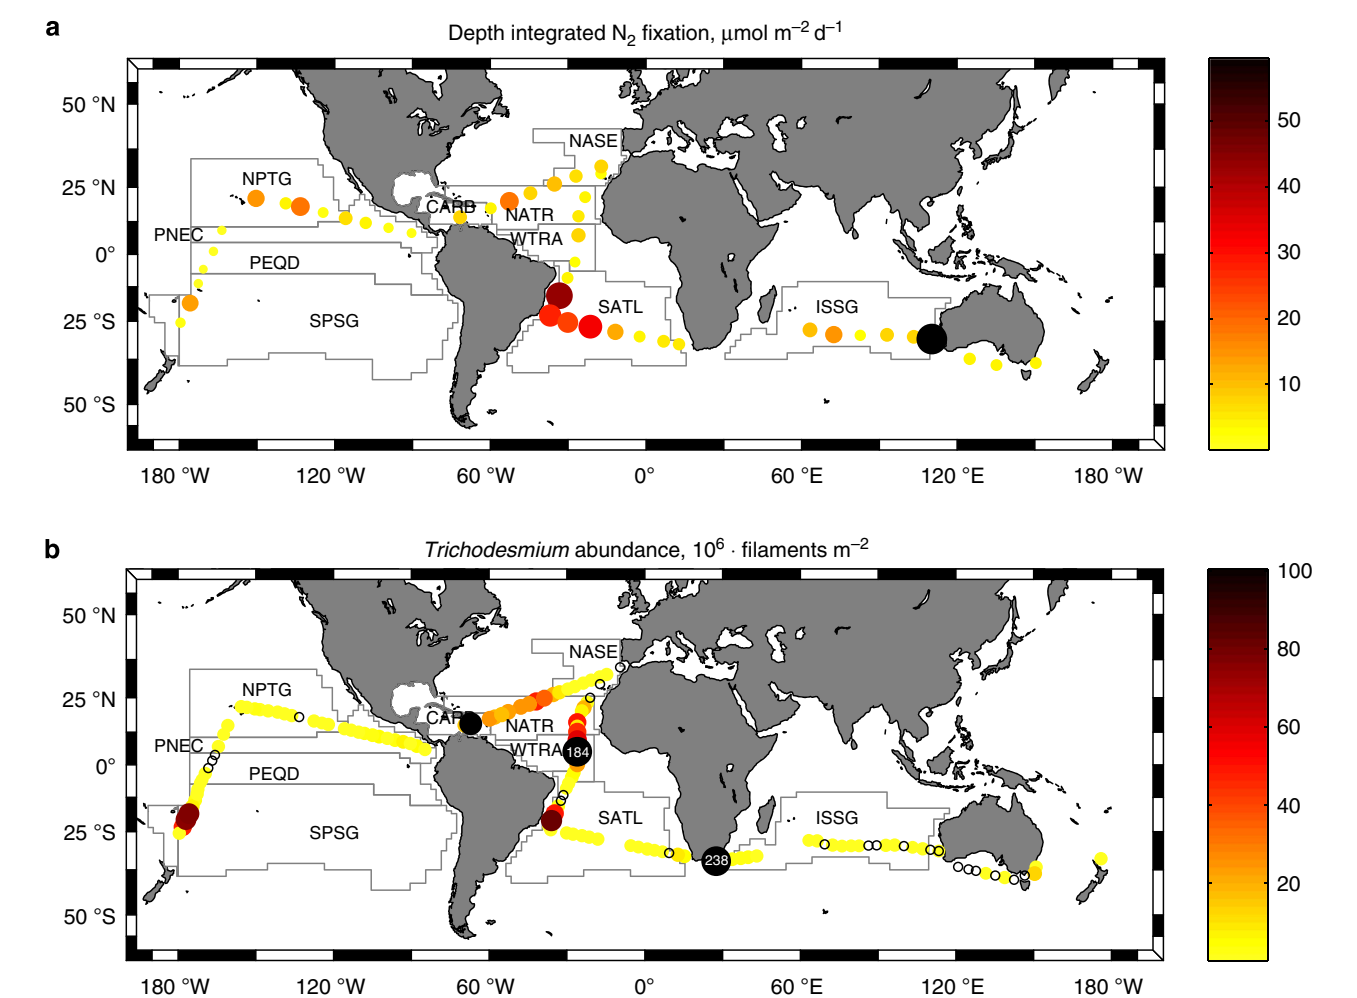 a
Depth integrated N2 fixation, μmol m–2 d–1
50 °N
25 °N
0°
25 °S
50 °S
NASE
NPTG
CARB
NATR
PNEC
WTRA
PEQD
SATL
ISSG
SPSG
50
40
30
20
10
180 °W
120 °W
60 °W
0°
60 °E
120 °E
180 °W
b
Trichodesmium abundance, 10⁶ · filaments m–2
50 °N
25 °N
0°
25 °S
50 °S
NASE
NPTG
CAR
NATR
PNEC
WTRA
184
PEQD
SATL
ISSG
SPSG
238
100
80
60
40
20
180 °W
120 °W
60 °W
0°
60 °E
120 °E
180 °W